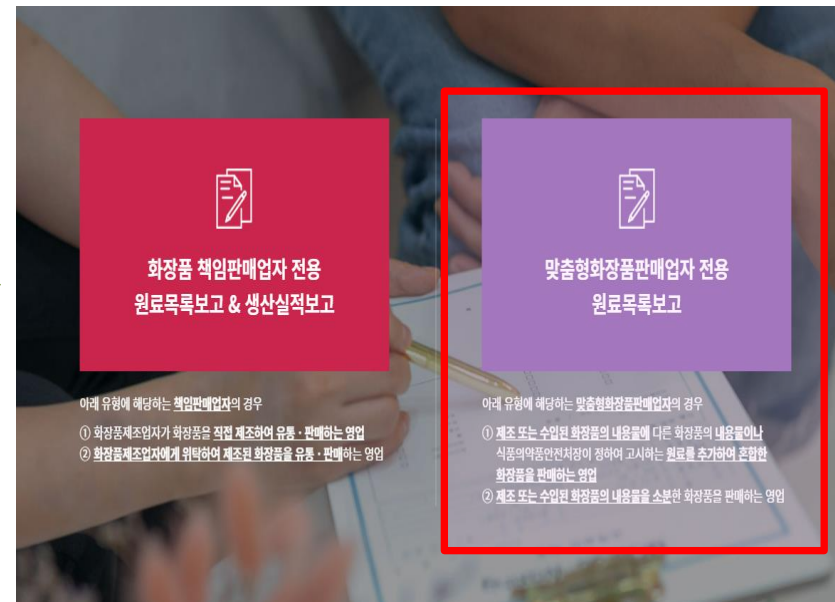 화장품 책임판매업자 전용
원료목록보고 & 생산실적보고
아래 유형에 해당하는 책임판매업자의 경우
① 화장품제조업자가 화장품을 직접 제조하여 유통·판매하는 영업
② 화장품제조업자에게 위탁하여 제조된 화장품을 유통·판매하는 영업
맞춤형화장품판매업자 전용
원료목록보고
아래 유형에 해당하는 맞춤형화장품판매업자의 경우
① 제조 또는 수입된 화장품의 내용물에 다른 화장품의 내용물이나
식품의약품안전처장이 정하여 고시하는 원료를 추가하여 혼합한
화장품을 판매하는 영업
② 제조 또는 수입된 화장품의 내용물을 소분한 화장품을 판매하는 영업